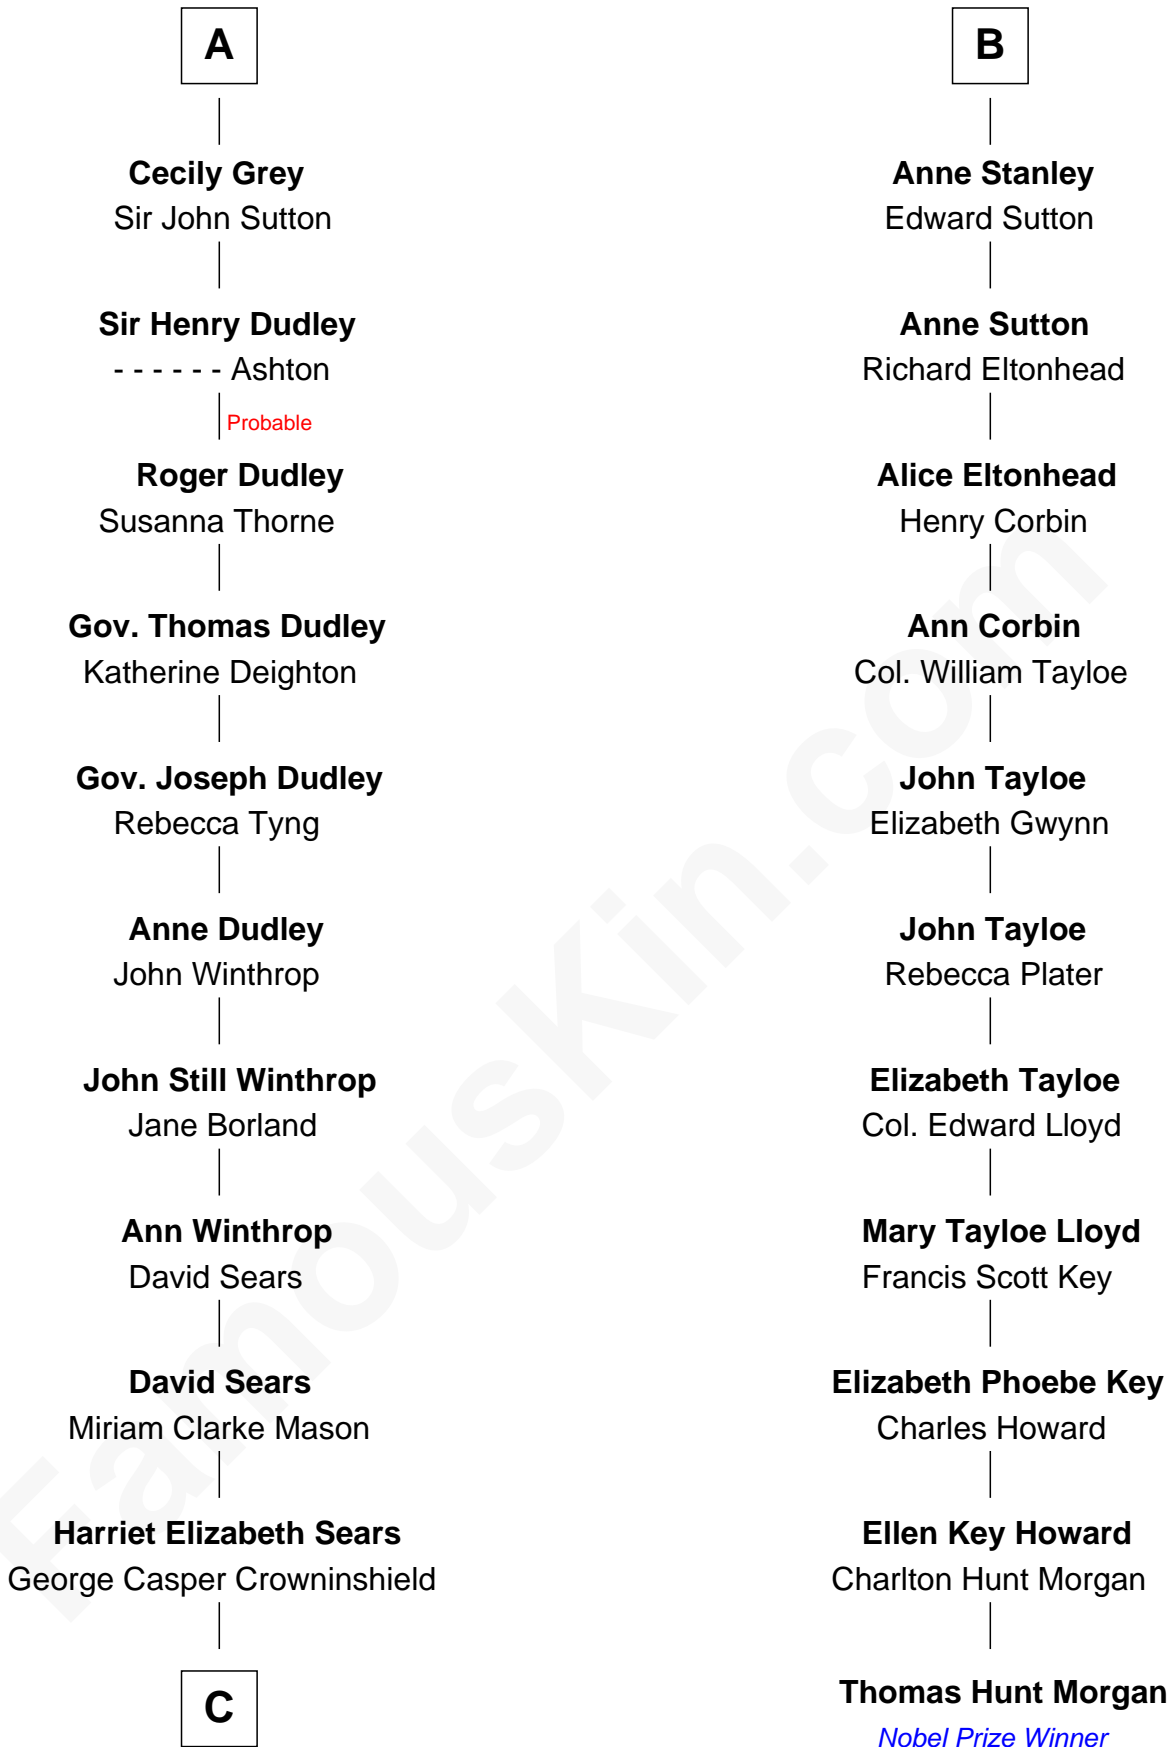 A
Cecily Grey
Sir John Sutton
Sir Henry Dudley
- - - - - - Ashton
Probable
Roger Dudley
Susanna Thorne
Gov. Thomas Dudley
Katherine Deighton
Gov. Joseph Dudley
Rebecca Tyng
Anne Dudley
John Winthrop
John Still Winthrop
Jane Borland
Ann Winthrop
David Sears
David Sears
Miriam Clarke Mason
Harriet Elizabeth Sears
George Casper Crowninshield
C
B
Anne Stanley
Edward Sutton
Anne Sutton
Richard Eltonhead
Alice Eltonhead
Henry Corbin
Ann Corbin
Col. William Tayloe
John Tayloe
Elizabeth Gwynn
John Tayloe
Rebecca Plater
Elizabeth Tayloe
Col. Edward Lloyd
Mary Tayloe Lloyd
Francis Scott Key
Elizabeth Phoebe Key
Charles Howard
Ellen Key Howard
Charlton Hunt Morgan
Thomas Hunt Morgan
Nobel Prize Winner
FamousKin.com